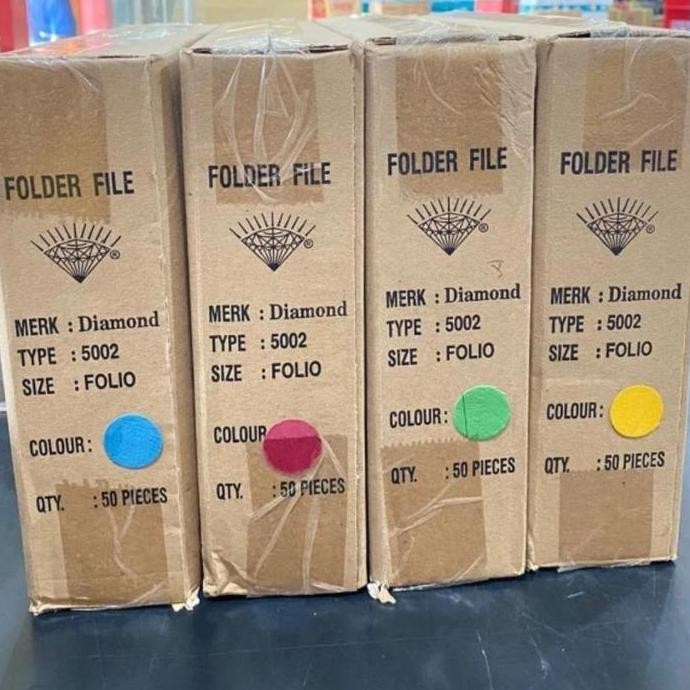 FOLDER FILE
®
MERK : Diamond
TYPE : 5002
SIZE : FOLIO
COLOUR :
QTY. : 50 PIECES
FOLDER FILE
®
MERK : Diamond
TYPE : 5002
SIZE : FOLIO
COLOUR
QTY. : 50 PIECES
FOLDER FILE
®
MERK : Diamond
TYPE : 5002
SIZE : FOLIO
COLOUR :
QTY. : 50 PIECES
FOLDER FILE
®
MERK : Diamond
TYPE : 5002
SIZE : FOLIO
COLOUR :
QTY. : 50 PIECES